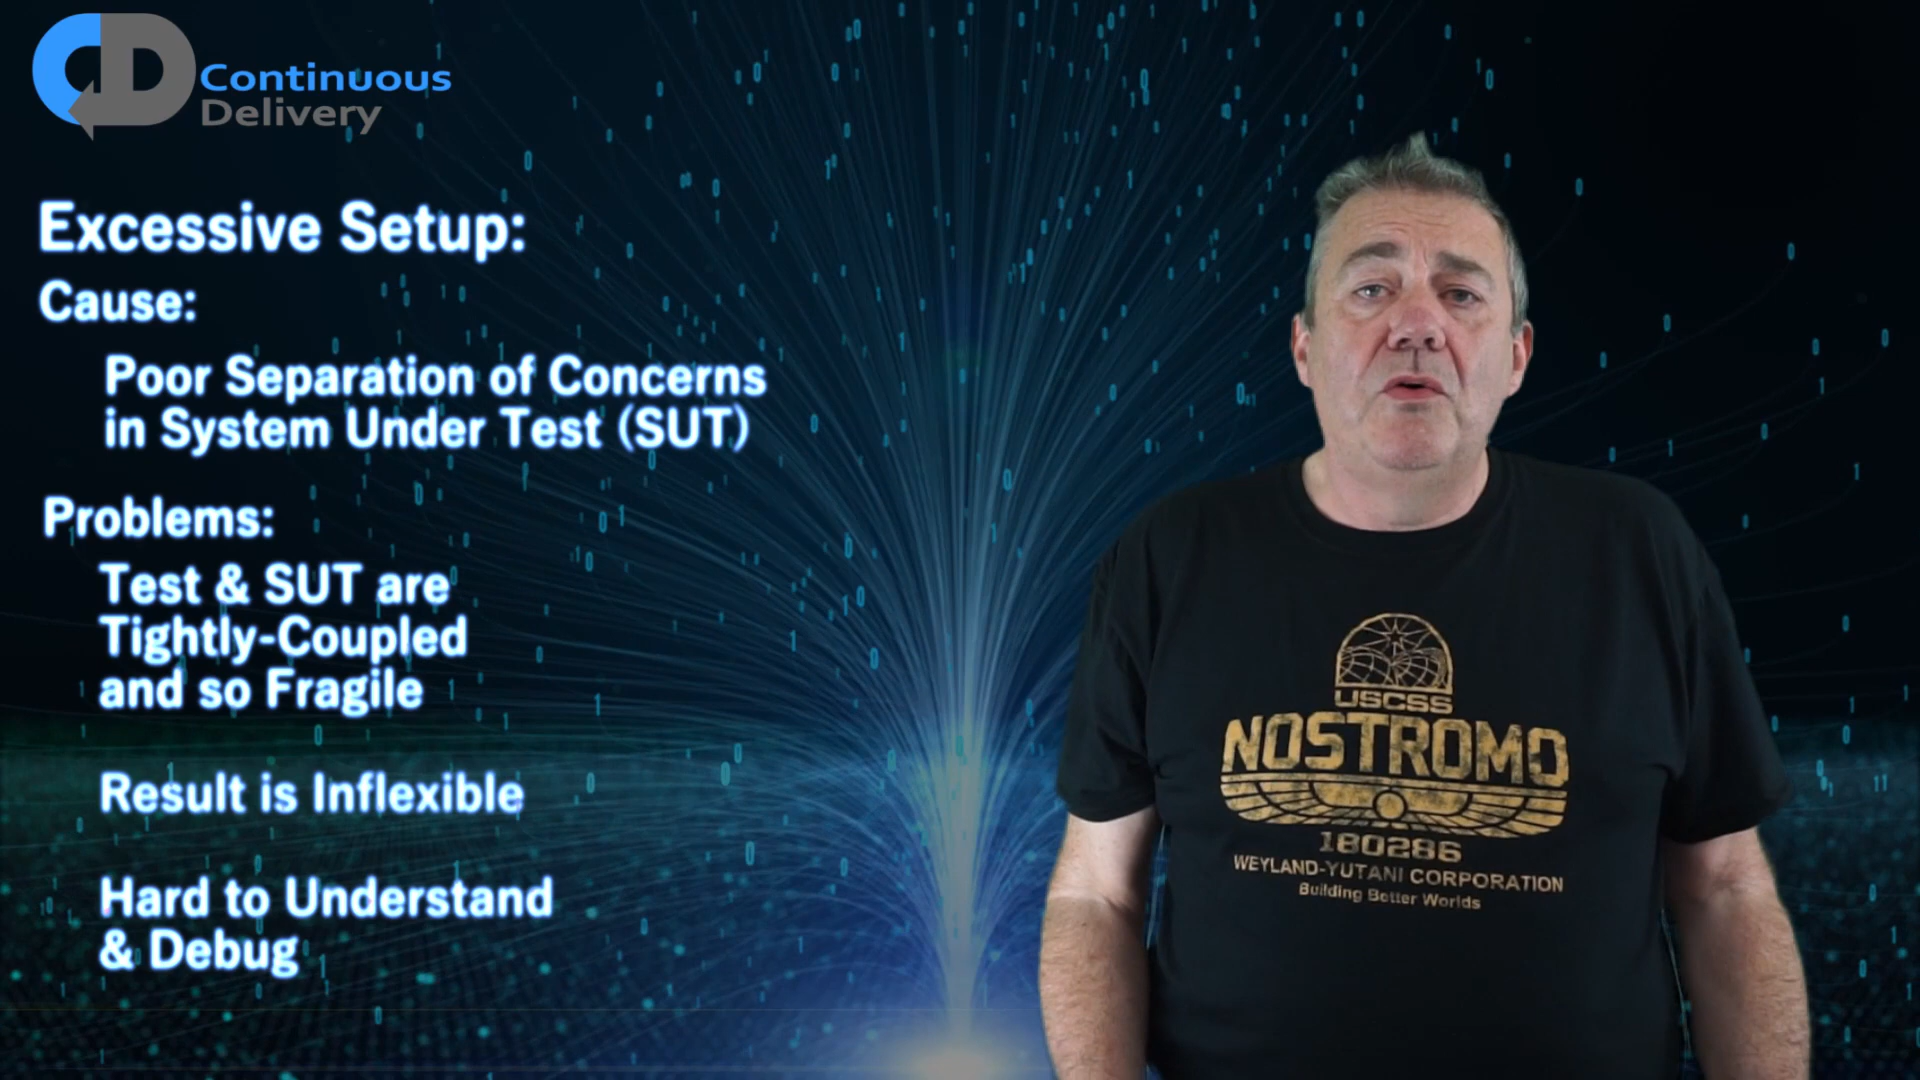 Continuous
Delivery
Excessive Setup:
Cause:
Poor Separation of Concerns
in System Under Test (SUT)
Problems:
Test & SUT are
Tightly-Coupled
and so Fragile
Result is Inflexible
Hard to Understand
& Debug
USCSS
NOSTROMO
180286
WEYLAND-YUTANI CORPORATION
Building Better Worlds